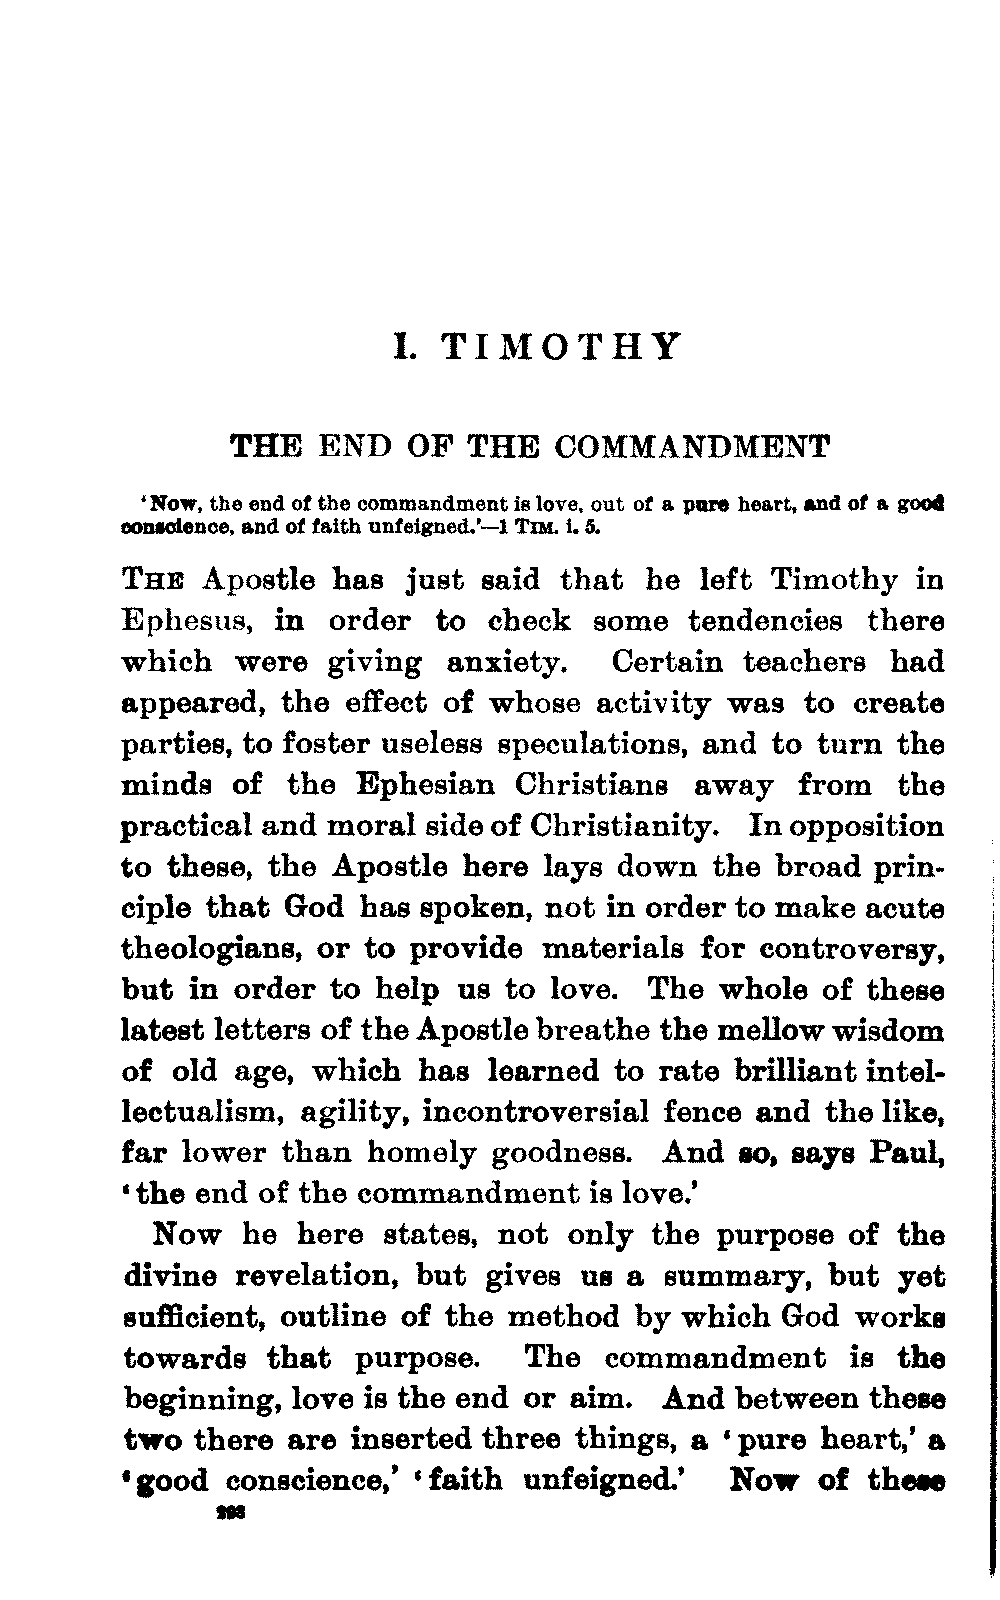 I. TIMOTHY
THE END OF THE COMMANDMENT
‘Now, the end of the commandment is love, out of a pure heart, and of a good
conscience, and of faith unfeigned.’—1 TIM. i. 5.
THE Apostle has just said that he left Timothy in
Ephesus, in order to check some tendencies there
which were giving anxiety. Certain teachers had
appeared, the effect of whose activity was to create
parties, to foster useless speculations, and to turn the
minds of the Ephesian Christians away from the
practical and moral side of Christianity. In opposition
to these, the Apostle here lays down the broad prin-
ciple that God has spoken, not in order to make acute
theologians, or to provide materials for controversy,
but in order to help us to love. The whole of these
latest letters of the Apostle breathe the mellow wisdom
of old age, which has learned to rate brilliant intel-
lectualism, agility, incontroversial fence and the like,
far lower than homely goodness. And so, says Paul,
‘the end of the commandment is love.’
Now he here states, not only the purpose of the
divine revelation, but gives us a summary, but yet
sufficient, outline of the method by which God works
towards that purpose. The commandment is the
beginning, love is the end or aim. And between these
two there are inserted three things, a ‘pure heart,’ a
‘good conscience,’ ‘faith unfeigned.’ Now of these